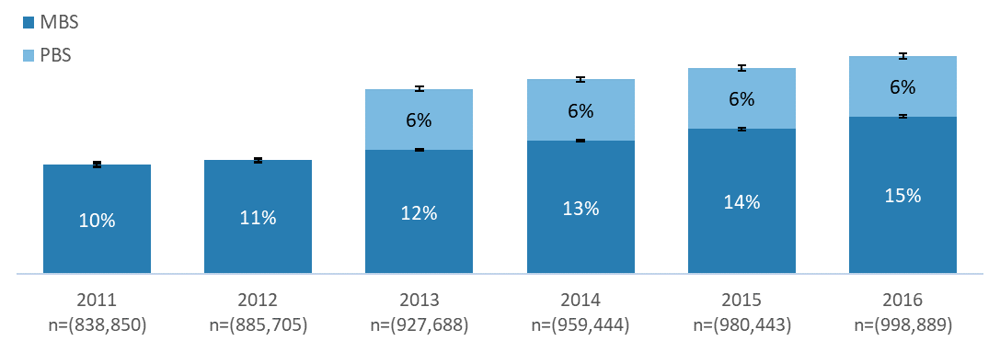 MBS
PBS
6%
6%
6%
6%
10%
11%
12%
13%
14%
15%
2011
2012
2013
2014
2015
2016
n=(838,850)
n=(885,705)
n=(927,688)
n=(959,444)
n=(980,443)
n=(998,889)